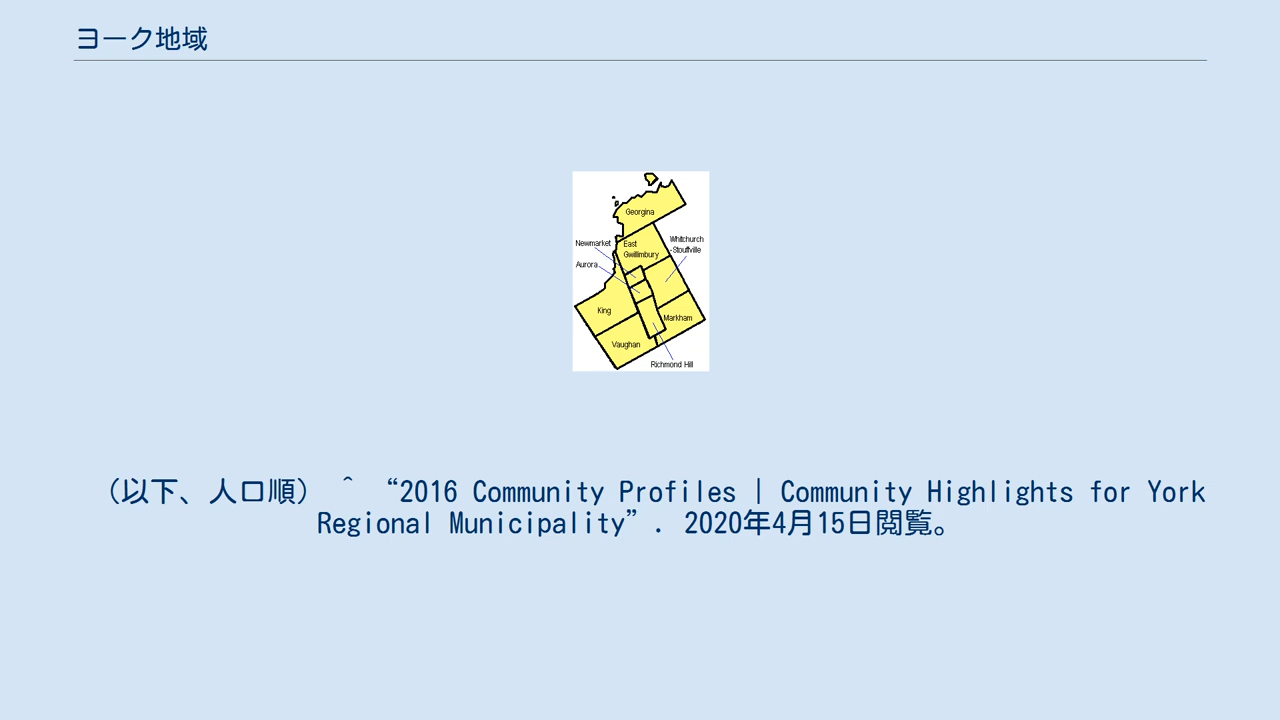 ヨーク地域
Georgina
Newmarket
East
Gwillimbury
Whitchurch
-Stouffville
Aurora
King
Markham
Vaughan
Richmond Hill
（以下、人口順） ^ “2016 Community Profiles | Community Highlights for York
Regional Municipality”. 2020年4月15日閲覧。